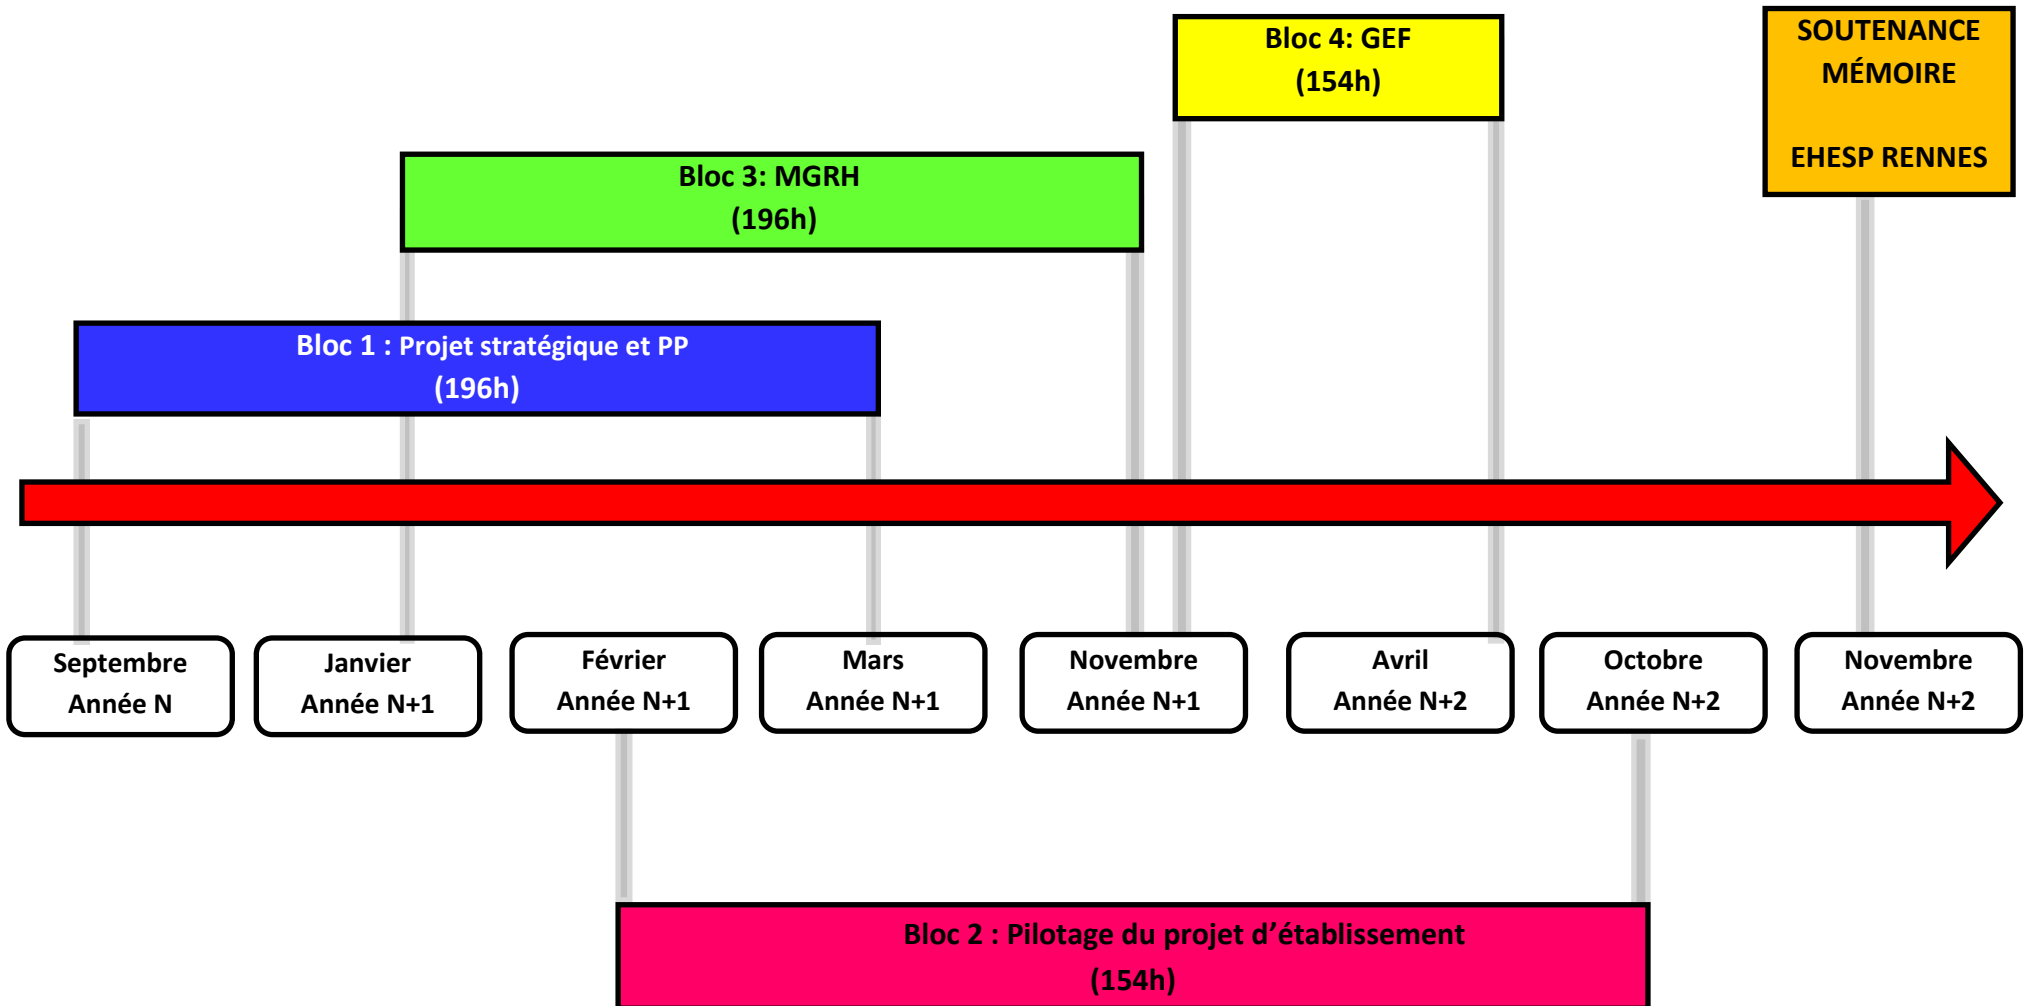 Bloc 4: GEF
(154h)
SOUTENANCE
MÉMOIRE
EHESP RENNES
Bloc 3: MGRH
(196h)
Bloc 1 : Projet stratégique et PP
(196h)
Septembre
Année N
Janvier
Année N+1
Février
Année N+1
Mars
Année N+1
Novembre
Année N+1
Avril
Année N+2
Octobre
Année N+2
Novembre
Année N+2
Bloc 2 : Pilotage du projet d’établissement
(154h)